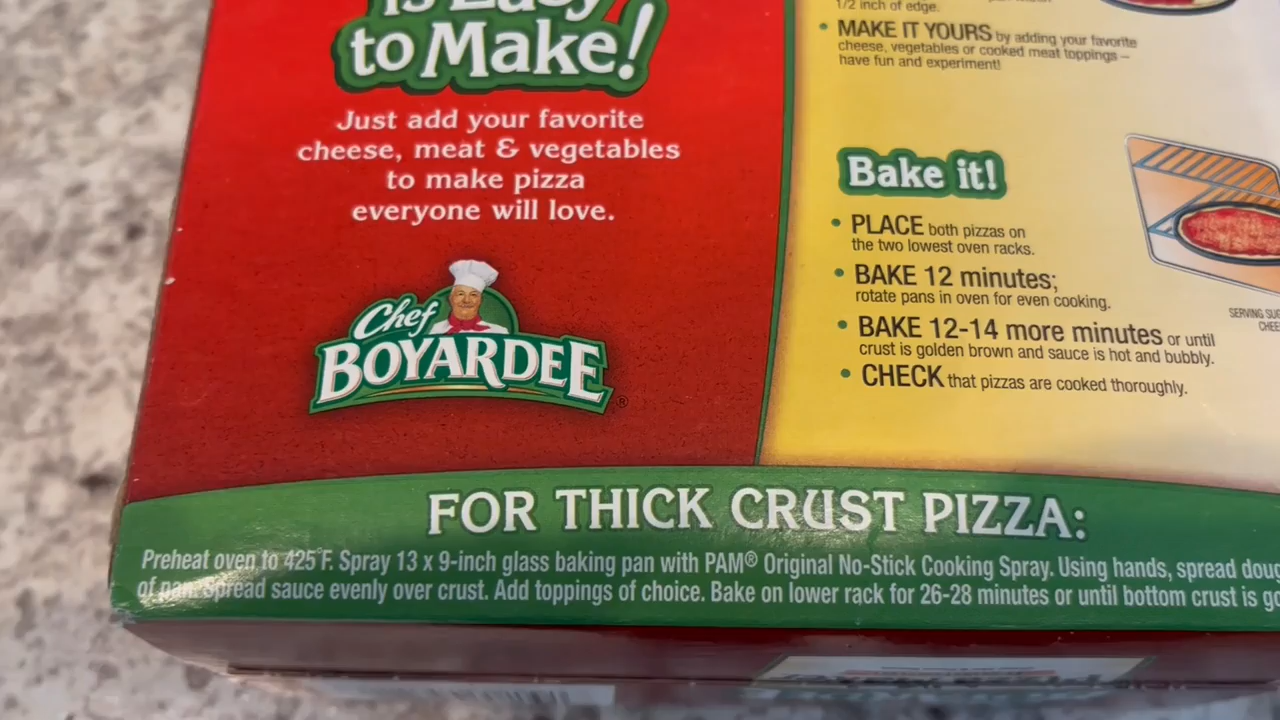 is Easy
to Make!
Just add your favorite
cheese, meat & vegetables
to make pizza
everyone will love.
Chef
BOYARDEE®
1/2 inch of edge.
• MAKE IT YOURS by adding your favorite
cheese, vegetables or cooked meat toppings –
have fun and experiment!
Bake it!
• PLACE both pizzas on
the two lowest oven racks.
• BAKE 12 minutes;
rotate pans in oven for even cooking.
• BAKE 12-14 more minutes or until
crust is golden brown and sauce is hot and bubbly.
• CHECK that pizzas are cooked thoroughly.
SERVING
FOR THICK CRUST PIZZA:
Preheat oven to 425°F. Spray 13 x 9-inch glass baking pan with PAM® Original No-Stick Cooking Spray. Using hands, spread
of pan. Spread sauce evenly over crust. Add toppings of choice. Bake on lower rack for 26-28 minutes or until bottom crust is